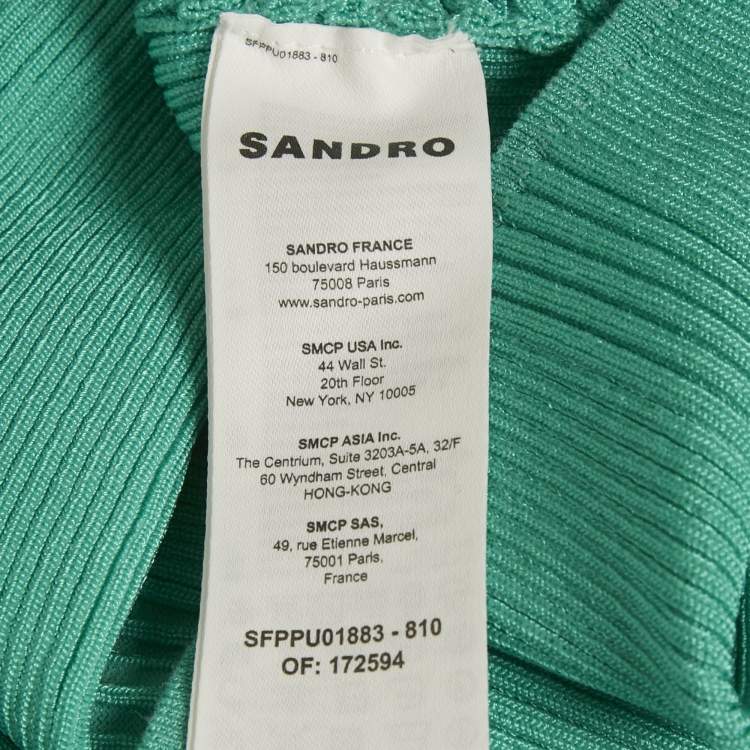 SFPPU01883 - 810
SANDRO
SANDRO FRANCE
150 boulevard Haussmann
75008 Paris
www.sandro-paris.com
SMCP USA Inc.
44 Wall St.
20th Floor
New York, NY 10005
SMCP ASIA Inc.
The Centrium, Suite 3203A-5A, 32/F
60 Wyndham Street, Central
HONG-KONG
SMCP SAS,
49, rue Etienne Marcel,
75001 Paris,
France
SFPPU01883 - 810
OF: 172594